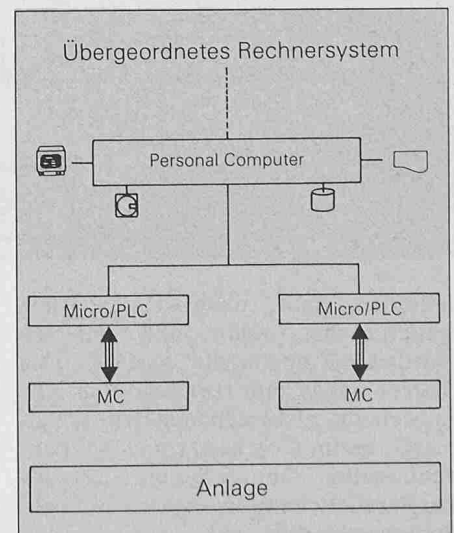 Übergeordnetes Rechnersystem
Personal Computer
Micro/PLC Micro/PLC
MC MC
Anlage